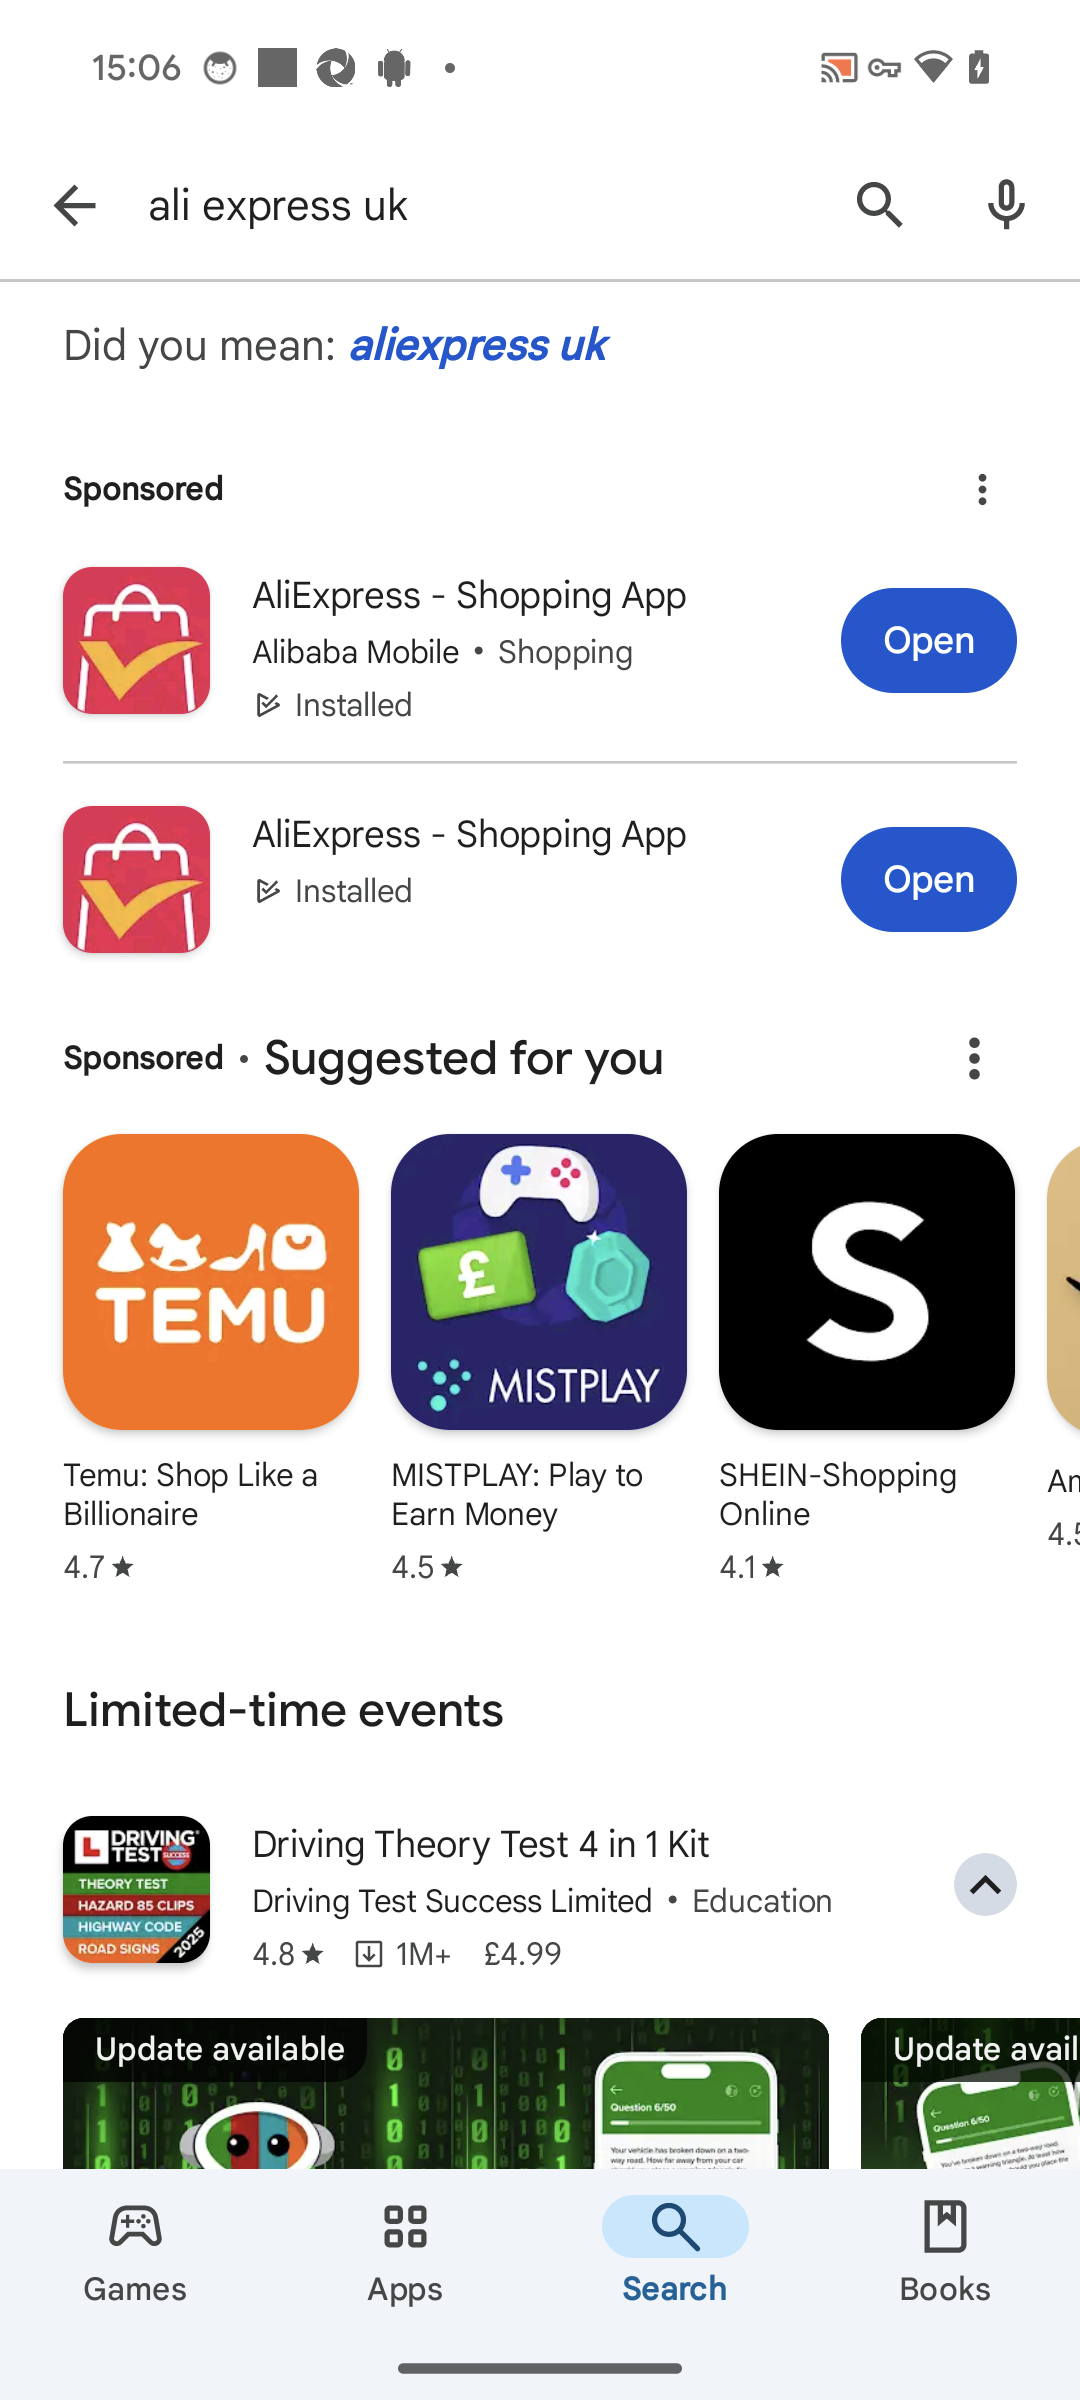 15:06
ali express uk
Did you mean: aliexpress uk
Sponsored
AliExpress - Shopping App
Alibaba Mobile • Shopping
Installed
Open
AliExpress - Shopping App
Installed
Open
Sponsored • Suggested for you
TEMU
£
MISTPLAY
S
Temu: Shop Like a
Billionaire
4.7★
MISTPLAY: Play to
Earn Money
4.5★
SHEIN-Shopping
Online
4.1★
4.5
Limited-time events
L DRIVING
TEST SUCCESS
THEORY TEST
HAZARD 85 CLIPS
HIGHWAY CODE
ROAD SIGNS 2025
Driving Theory Test 4 in 1 Kit
Driving Test Success Limited • Education
4.8★ 1M+ £4.99
Update available
Question 6/50
Your vehicle has broken down on a two-
way road. How far away from your car
Update avail
Question 6/50
Games
Apps
Search
Books